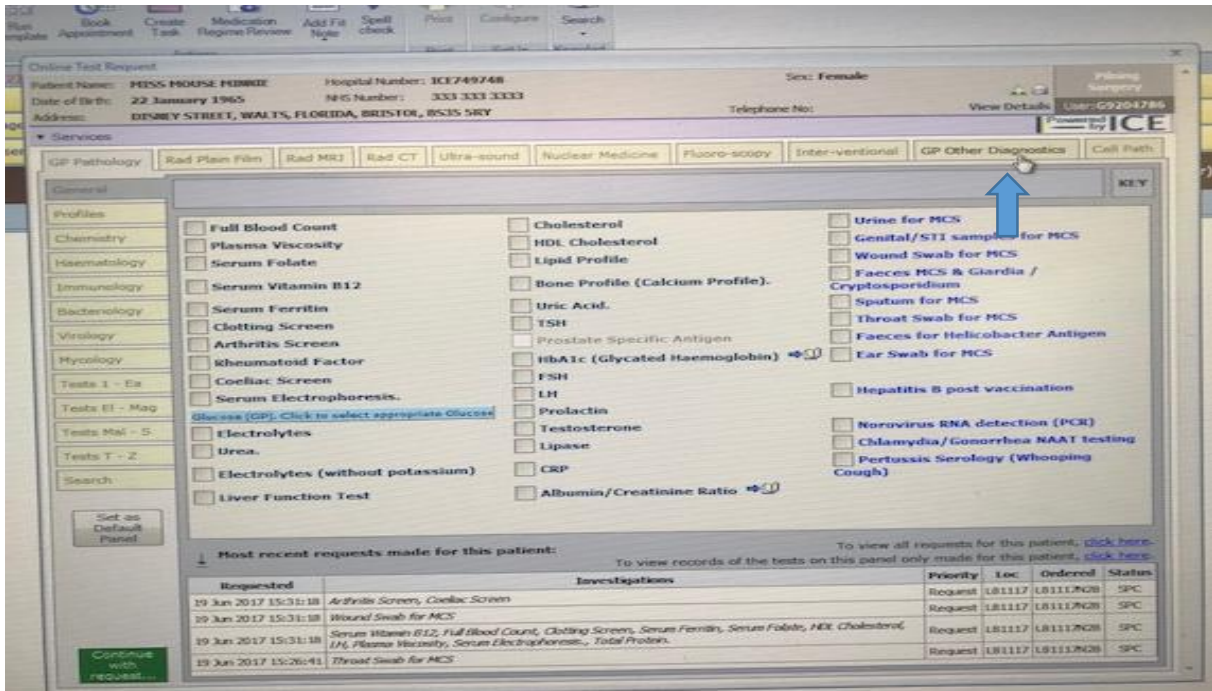 Book Appointment
Create Task
Medication Regime Review
Add Fit Note
Spell check
Print
Configure
Search
Online Test Request
Patient Name: MISS MOUSE MINNIE Hospital Number: ICE749748 Sex: Female
Date of Birth: 22 January 1965 NHS Number: 333 333 3333 Telephone No: View Details User: G9204786
Address: DISNEY STREET, WALTS, FLORIDA, BRISTOL, BS35 5RY
Pilning Surgery
Powered by ICE
Services
GP Pathology Rad Plain Film Rad MRI Rad CT Ultra-sound Nuclear Medicine Fluoro-scopy Inter-ventional GP Other Diagnostics Cell Path
KEY
General
Profiles
Chemistry
Haematology
Immunology
Bacteriology
Virology
Mycology
Tests 1 - Ea
Tests El - Mag
Tests Mal - S
Tests T - Z
Search
Set as
Default
Panel
Full Blood Count
Plasma Viscosity
Serum Folate
Serum Vitamin B12
Serum Ferritin
Clotting Screen
Arthritis Screen
Rheumatoid Factor
Coeliac Screen
Serum Electrophoresis.
Glucose (GP). Click to select appropriate Glucose
Electrolytes
Urea.
Electrolytes (without potassium)
Liver Function Test
Cholesterol
HDL Cholesterol
Lipid Profile
Bone Profile (Calcium Profile).
Uric Acid.
TSH
Prostate Specific Antigen
HbA1c (Glycated Haemoglobin)
FSH
LH
Prolactin
Testosterone
Lipase
CRP
Albumin/Creatinine Ratio
Urine for MCS
Genital/STI samples for MCS
Wound Swab for MCS
Faeces MCS & Giardia /
Cryptosporidium
Sputum for MCS
Throat Swab for MCS
Faeces for Helicobacter Antigen
Ear Swab for MCS
Hepatitis B post vaccination
Norovirus RNA detection (PCR)
Chlamydia/Gonorrhea NAAT testing
Pertussis Serology (Whooping
Cough)
Most recent requests made for this patient:
To view all requests for this patient, click here.
To view records of the tests on this panel only made for this patient, click here.
Requested Investigations Priority Loc Ordered Status
19 Jun 2017 15:31:18 Arthritis Screen, Coeliac Screen Request L81117 L81117N28 SPC
19 Jun 2017 15:31:18 Wound Swab for MCS Request L81117 L81117N28 SPC
19 Jun 2017 15:31:18 Serum Vitamin B12, Full Blood Count, Clotting Screen, Serum Ferritin, Serum Folate, HDL Cholesterol,
LH, Plasma Viscosity, Serum Electrophoresis., Total Protein. Request L81117 L81117N28 SPC
19 Jun 2017 15:26:41 Throat Swab for MCS Request L81117 L81117N28 SPC
Continue
with
request...